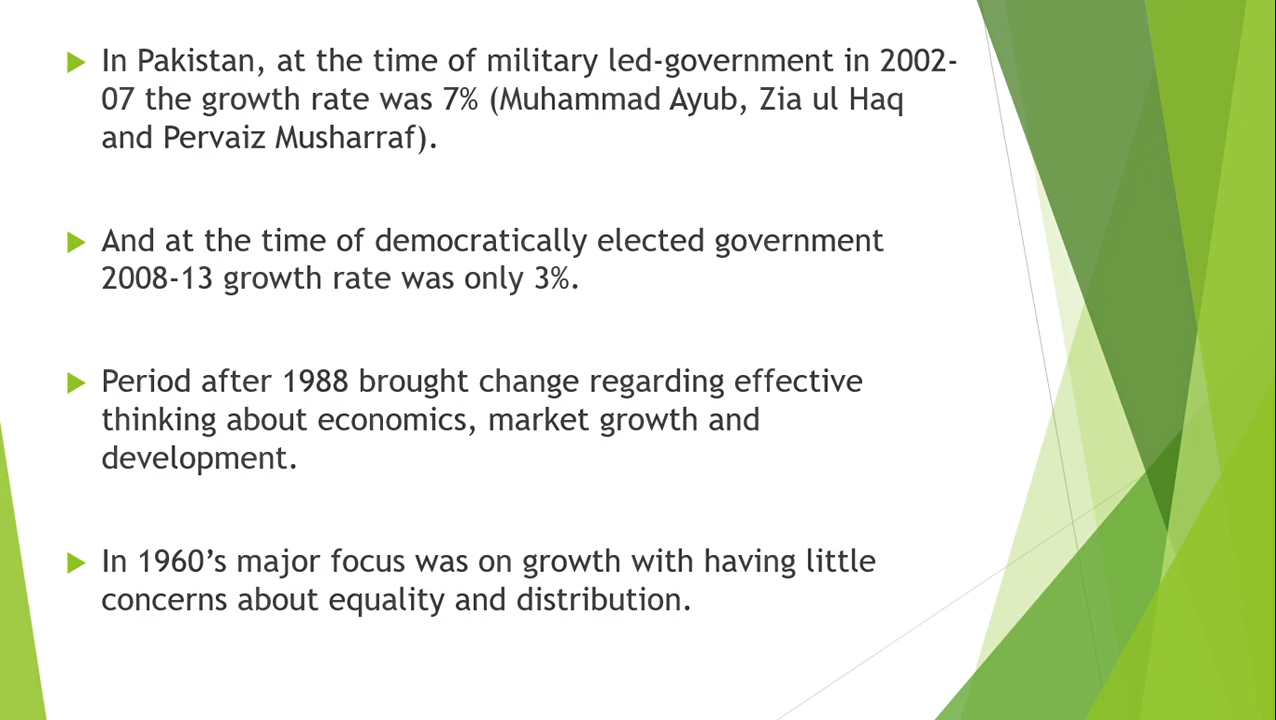 In Pakistan, at the time of military led-government in 2002-
07 the growth rate was 7% (Muhammad Ayub, Zia ul Haq
and Pervaiz Musharraf).
And at the time of democratically elected government
2008-13 growth rate was only 3%.
Period after 1988 brought change regarding effective
thinking about economics, market growth and
development.
In 1960’s major focus was on growth with having little
concerns about equality and distribution.